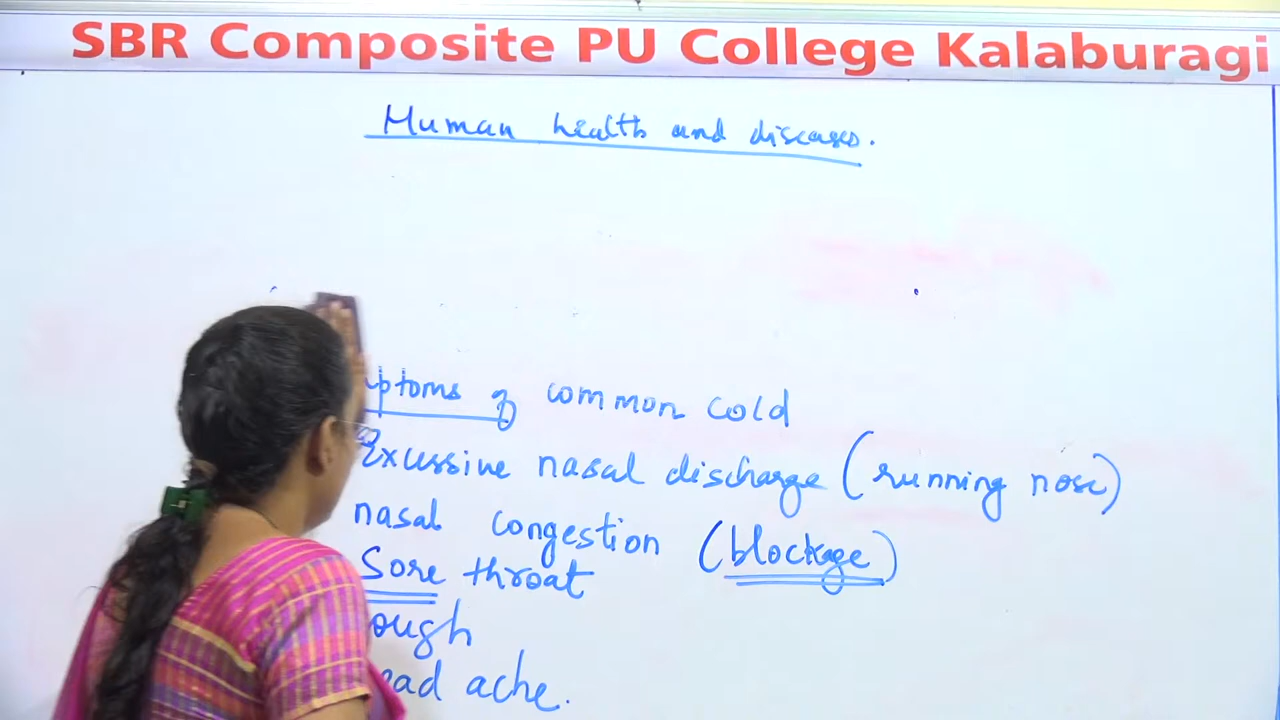 SBR Composite PU College Kalaburagi
Human health and diseases.
ptoms of common cold
Excessive nasal discharge (running nose)
nasal congestion (blockage)
Sore throat
ough
ead ache.